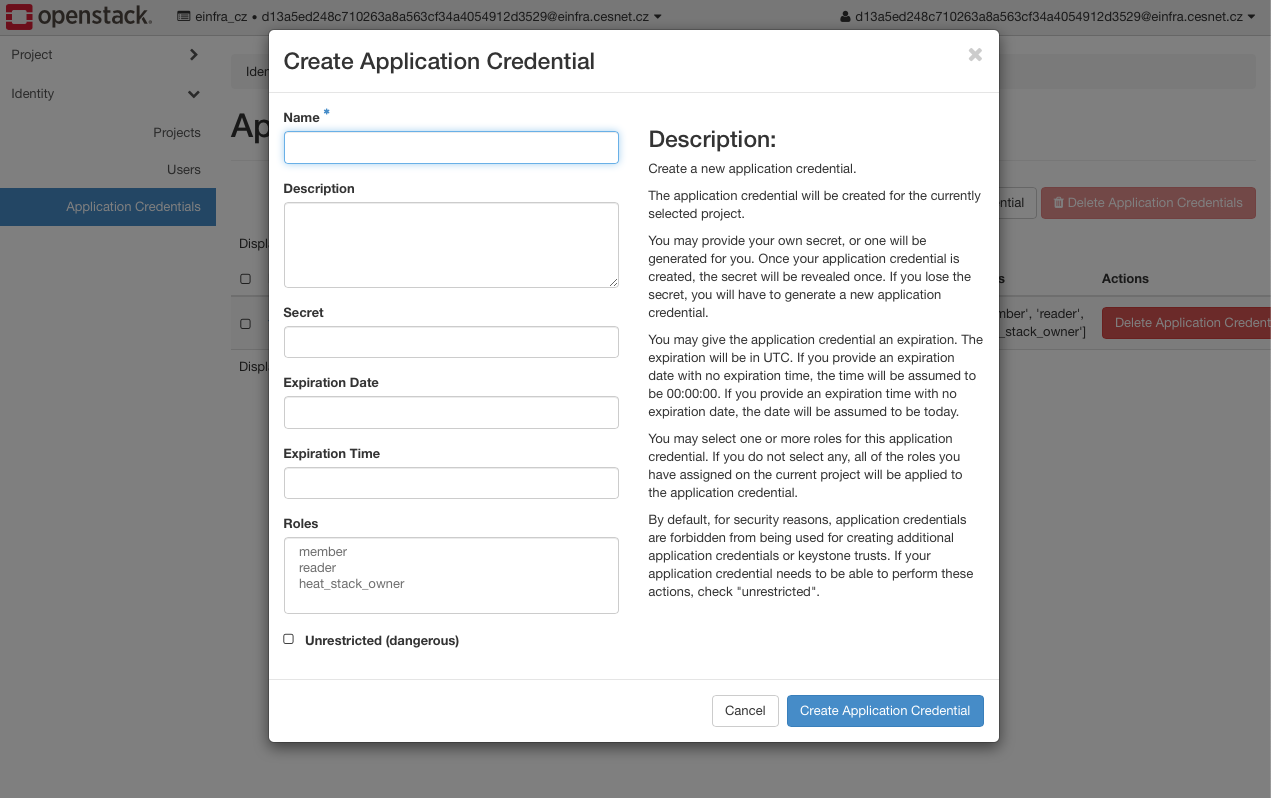 openstack.
einfra_cz • d13a5ed248c710263a8a563cf34a4054912d3529@einfra.cesnet.cz
d13a5ed248c710263a8a563cf34a4054912d3529@einfra.cesnet.cz
Project
Identity
Projects
Users
Application Credentials
Create Application Credential
Name *
Description
Secret
Expiration Date
Expiration Time
Roles
member
reader
heat_stack_owner
Unrestricted (dangerous)
Description:
Create a new application credential.
The application credential will be created for the currently
selected project.
You may provide your own secret, or one will be
generated for you. Once your application credential is
created, the secret will be revealed once. If you lose the
secret, you will have to generate a new application
credential.
You may give the application credential an expiration. The
expiration will be in UTC. If you provide an expiration
date with no expiration time, the time will be assumed to
be 00:00:00. If you provide an expiration time with no
expiration date, the date will be assumed to be today.
You may select one or more roles for this application
credential. If you do not select any, all of the roles you
have assigned on the current project will be applied to
the application credential.
By default, for security reasons, application credentials
are forbidden from being used for creating additional
application credentials or keystone trusts. If your
application credential needs to be able to perform these
actions, check "unrestricted".
Cancel
Create Application Credential
Delete Application Credentials
Actions
'reader',
_stack_owner']
Delete Application